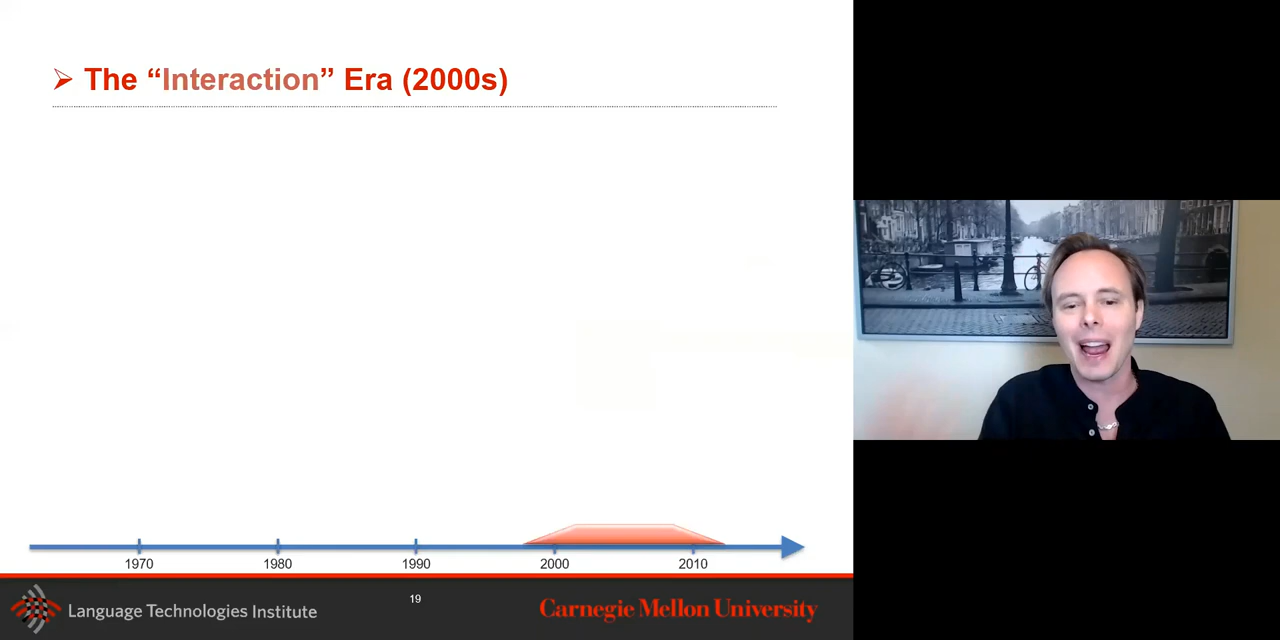 ➢ The “Interaction” Era (2000s)
1970 1980 1990 2000 2010
19
Language Technologies Institute
Carnegie Mellon University